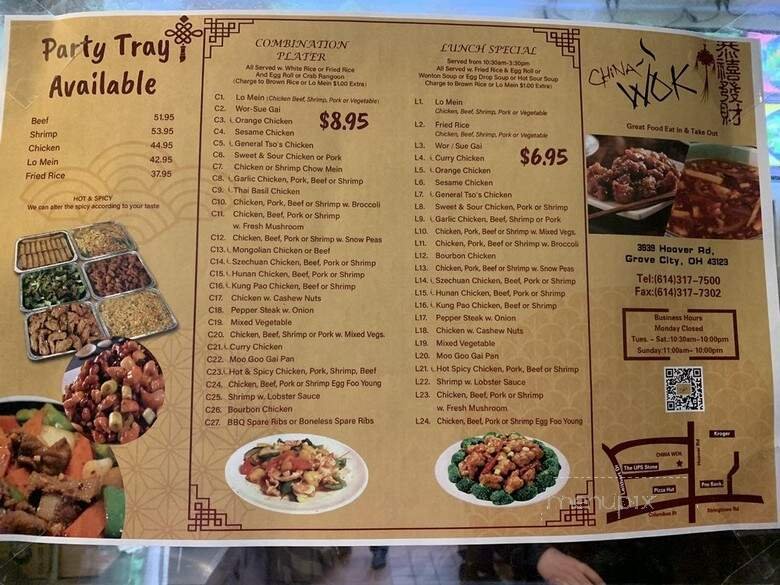 Party Tray
Available
Beef 51.95
Shrimp 53.95
Chicken 44.95
Lo Mein 42.95
Fried Rice 37.95
HOT & SPICY
We can alter the spicy according to your taste
COMBINATION
PLATER
All Served w. White Rice or Fried Rice
And Egg Roll or Crab Rangoon
(Charge to Brown Rice or Lo Mein $1.00 Extra)
$8.95
C1. Lo Mein (Chicken, Beef, Shrimp, Pork or Vegetable)
C2. Wor-Sue Gai
C3. Orange Chicken
C4. Sesame Chicken
C5. General Tso's Chicken
C6. Sweet & Sour Chicken or Pork
C7. Chicken or Shrimp Chow Mein
C8. Garlic Chicken, Pork, Beef or Shrimp
C9. Thai Basil Chicken
C10. Chicken, Pork, Beef or Shrimp w. Broccoli
C11. Chicken, Beef, Pork or Shrimp
w. Fresh Mushroom
C12. Chicken, Beef, Pork or Shrimp w. Snow Peas
C13. Mongolian Chicken or Beef
C14. Szechuan Chicken, Beef, Pork or Shrimp
C15. Hunan Chicken, Beef, Pork or Shrimp
C16. Kung Pao Chicken, Beef or Shrimp
C17. Chicken w. Cashew Nuts
C18. Pepper Steak w. Onion
C19. Mixed Vegetable
C20. Chicken, Beef, Shrimp or Pork w. Mixed Vegs.
C21. Curry Chicken
C22. Moo Goo Gai Pan
C23. Hot & Spicy Chicken, Pork, Shrimp, Beef
C24. Chicken, Beef, Pork or Shrimp Egg Foo Young
C25. Shrimp w. Lobster Sauce
C26. Bourbon Chicken
C27. BBQ Spare Ribs or Boneless Spare Ribs
LUNCH SPECIAL
Served from 10:30am-3:30pm
All Served w. Fried Rice & Egg Roll or
Wonton Soup or Egg Drop Soup or Hot Sour Soup
Charge to Brown Rice or Lo Mein $1.00 Extra)
$6.95
L1. Lo Mein
Chicken, Beef, Shrimp, Pork or Vegetable
L2. Fried Rice
Chicken, Beef, Shrimp, Pork or Vegetable
L3. Wor / Sue Gai
L4. Curry Chicken
L5. Orange Chicken
L6. Sesame Chicken
L7. General Tso's Chicken
L8. Sweet & Sour Chicken, Pork or Shrimp
L9. Garlic Chicken, Beef, Shrimp or Pork
L10. Chicken, Pork, Beef or Shrimp w. Mixed Vegs.
L11. Chicken, Pork, Beef or Shrimp w. Broccoli
L12. Bourbon Chicken
L13. Chicken, Pork, Beef or Shrimp w. Snow Peas
L14. Szechuan Chicken, Beef, Pork or Shrimp
L15. Hunan Chicken, Beef, Pork or Shrimp
L16. Kung Pao Chicken, Beef or Shrimp
L17. Pepper Steak w. Onion
L18. Chicken w. Cashew Nuts
L19. Mixed Vegetable
L20. Moo Goo Gai Pan
L21. Hot Spicy Chicken, Pork, Beef or Shrimp
L22. Shrimp w. Lobster Sauce
L23. Chicken, Beef, Pork or Shrimp
w. Fresh Mushroom
L24. Chicken, Beef, Pork or Shrimp Egg Foo Young
CHINA WOK
恭禧發財
Great Food Eat In & Take Out
3939 Hoover Rd,
Grove City, OH 43123
Tel:(614)317-7500
Fax:(614)317-7302
Business Hours
Monday Closed
Tues. - Sat.:10:30am-10:00pm
Sunday:11:00am- 10:00pm
Kroger
CHINA WOK
Hoover Rd
The UPS Store
Pizza Hut
Pnc Bank
Columbus St
Stringtown Rd
menupix